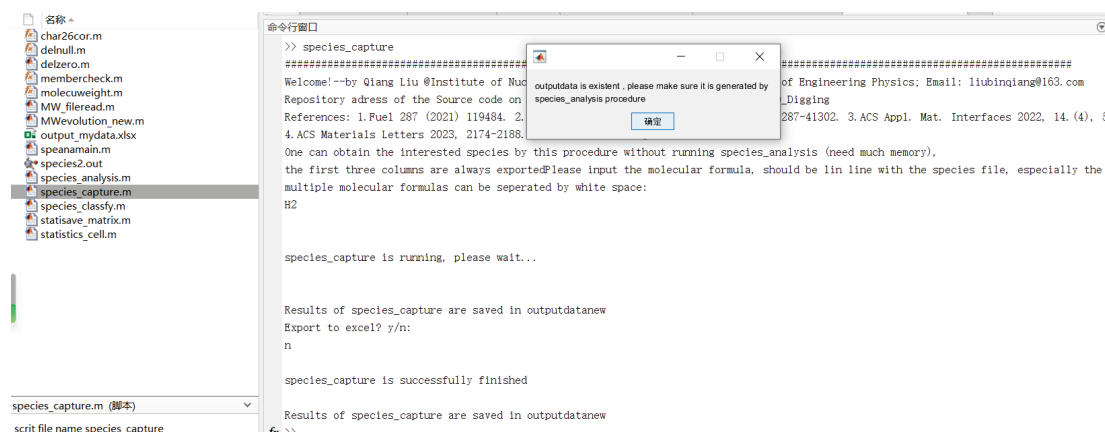 名称
char26cor.m
delnull.m
delzero.m
membercheck.m
molecuweight.m
MW_fileread.m
MWevolution_new.m
output_mydata.xlsx
speanamain.m
species2.out
species_analysis.m
species_capture.m
species_classfy.m
statisave_matrix.m
statistics_cell.m
species_capture.m (脚本)
scrit file name species_capture
命令行窗口
>> species_capture
Welcome!--by Qiang Liu @Institute of Nuc of Engineering Physics; Email: liubinqiang@163.com
Repository adress of the Source code on _Digging
References: 1.Fuel 287 (2021) 119484. 2. 287-41302. 3.ACS Appl. Mat. Interfaces 2022, 14.(4),
4.ACS Materials Letters 2023, 2174-2188.
One can obtain the interested species by this procedure without running species_analysis (need much memory),
the first three columns are always exportedPlease input the molecular formula, should be lin line with the species file, especially the
multiple molecular formulas can be seperated by white space:
H2
species_capture is running, please wait...
Results of species_capture are saved in outputdatanew
Export to excel? y/n:
n
species_capture is successfully finished
Results of species_capture are saved in outputdatanew
fx >>
outputdata is existent , please make sure it is generated by
species_analysis procedure
确定